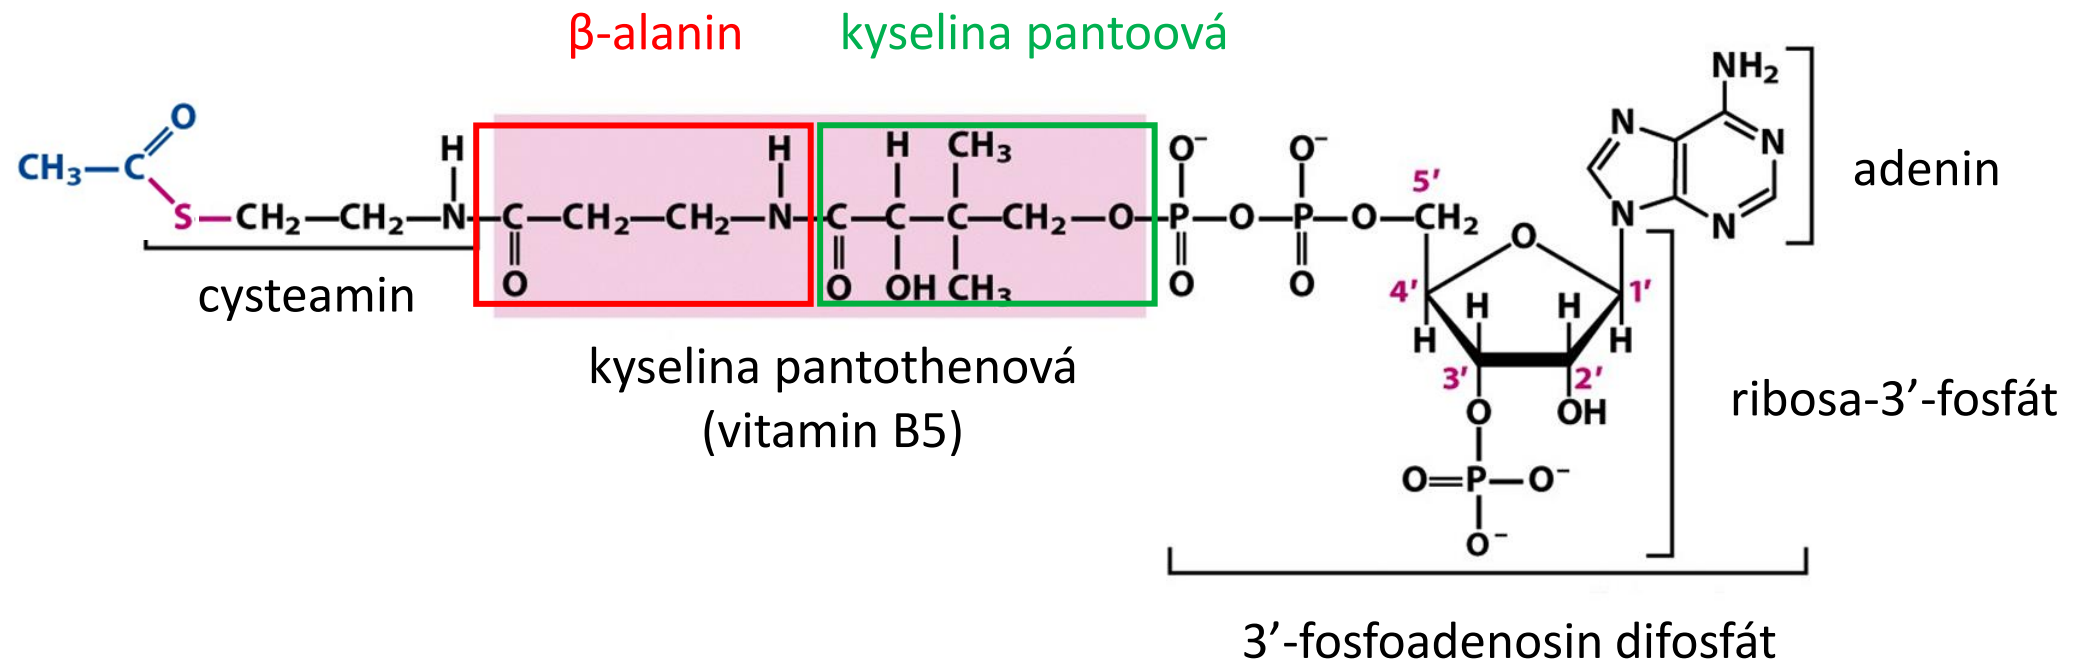 β-alanin
kyselina pantoová
NH₂
O
O⁻
O⁻
N
N
H
H
H
CH₃
CH₃—C
adenin
5′
S—CH₂—CH₂—N—C—CH₂—CH₂—N—C—C—C—CH₂—O—P—O—P—O—CH₂
N
N
O
O
O
OH
CH₃
O
O
4′
H
H
1′
cysteamin
H
H
kyselina pantothenová
3′
2′
(vitamin B5)
O
OH
ribosa-3’-fosfát
O=P—O⁻
O⁻
3’-fosfoadenosin difosfát